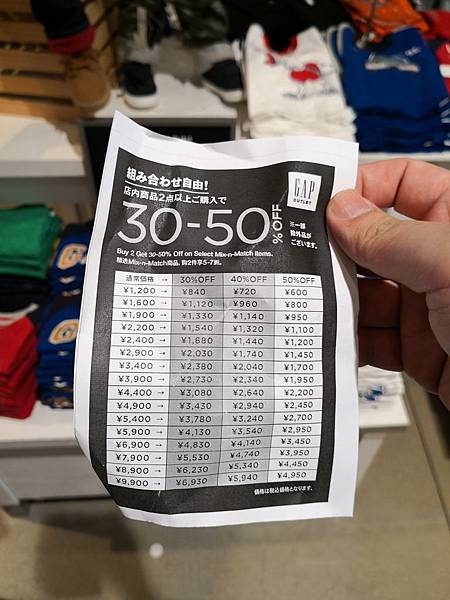 組み合わせ自由！
店内商品2点以上ご購入で
30-50%OFF
GAP
OUTLET
※一部
除外品が
ございます。
Buy 2 Get 30-50% Off on Select Mix-n-Match items.
精选Mix-n-Match商品，购2件享5-7折。
通常価格 → 30%OFF 40%OFF 50%OFF
¥1,200 → ¥840 ¥720 ¥600
¥1,600 → ¥1,120 ¥960 ¥800
¥1,900 → ¥1,330 ¥1,140 ¥950
¥2,200 → ¥1,540 ¥1,320 ¥1,100
¥2,400 → ¥1,680 ¥1,440 ¥1,200
¥2,900 → ¥2,030 ¥1,740 ¥1,450
¥3,400 → ¥2,380 ¥2,040 ¥1,700
¥3,900 → ¥2,730 ¥2,340 ¥1,950
¥4,400 → ¥3,080 ¥2,640 ¥2,200
¥4,900 → ¥3,430 ¥2,940 ¥2,450
¥5,400 → ¥3,780 ¥3,240 ¥2,700
¥5,900 → ¥4,130 ¥3,540 ¥2,950
¥6,900 → ¥4,830 ¥4,140 ¥3,450
¥7,900 → ¥5,530 ¥4,740 ¥3,950
¥8,900 → ¥6,230 ¥5,340 ¥4,450
¥9,900 → ¥6,930 ¥5,940 ¥4,950
価格は税込価格となります。